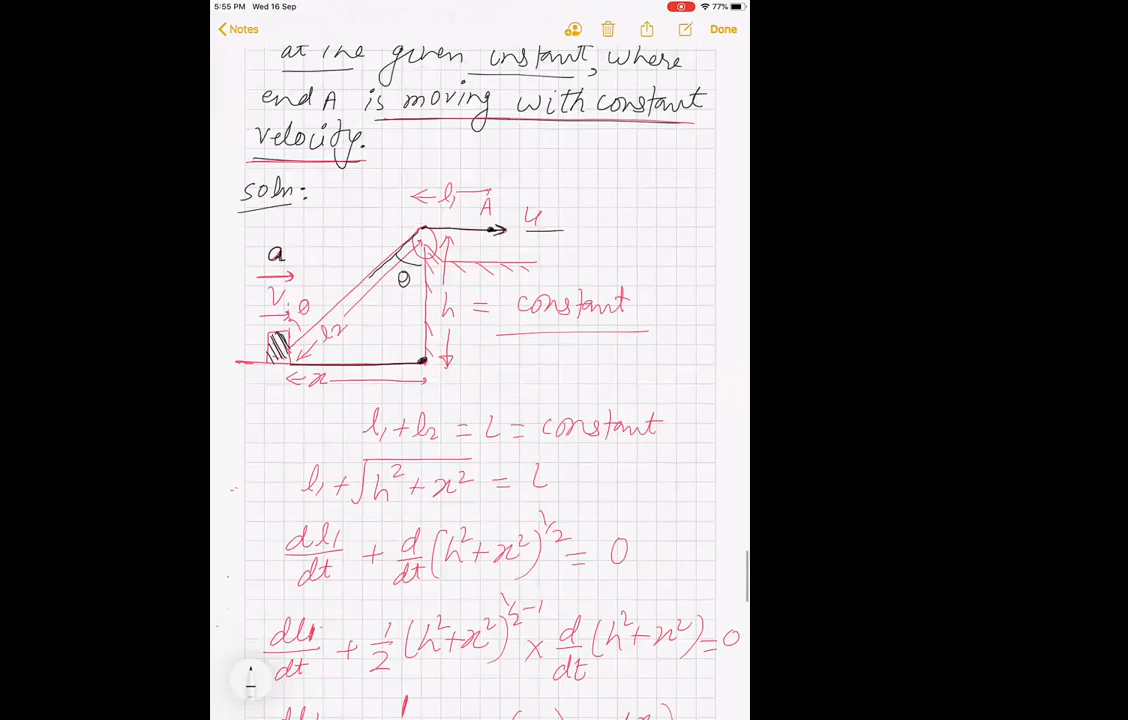 5:55 PM Wed 16 Sep
77%
Notes
Done
at the given instant, where
end A is moving with constant
velocity.
soln:
l₁
A
u
a
θ
V
θ
h = constant
l₂
x
l₁ + l₂ = L = constant
l₁ + √(h² + x²) = L
dl₁/dt + d/dt (h² + x²)^1/2 = 0
dl₁/dt + 1/2 (h² + x²)^1/2 -1 × d/dt (h² + x²) = 0